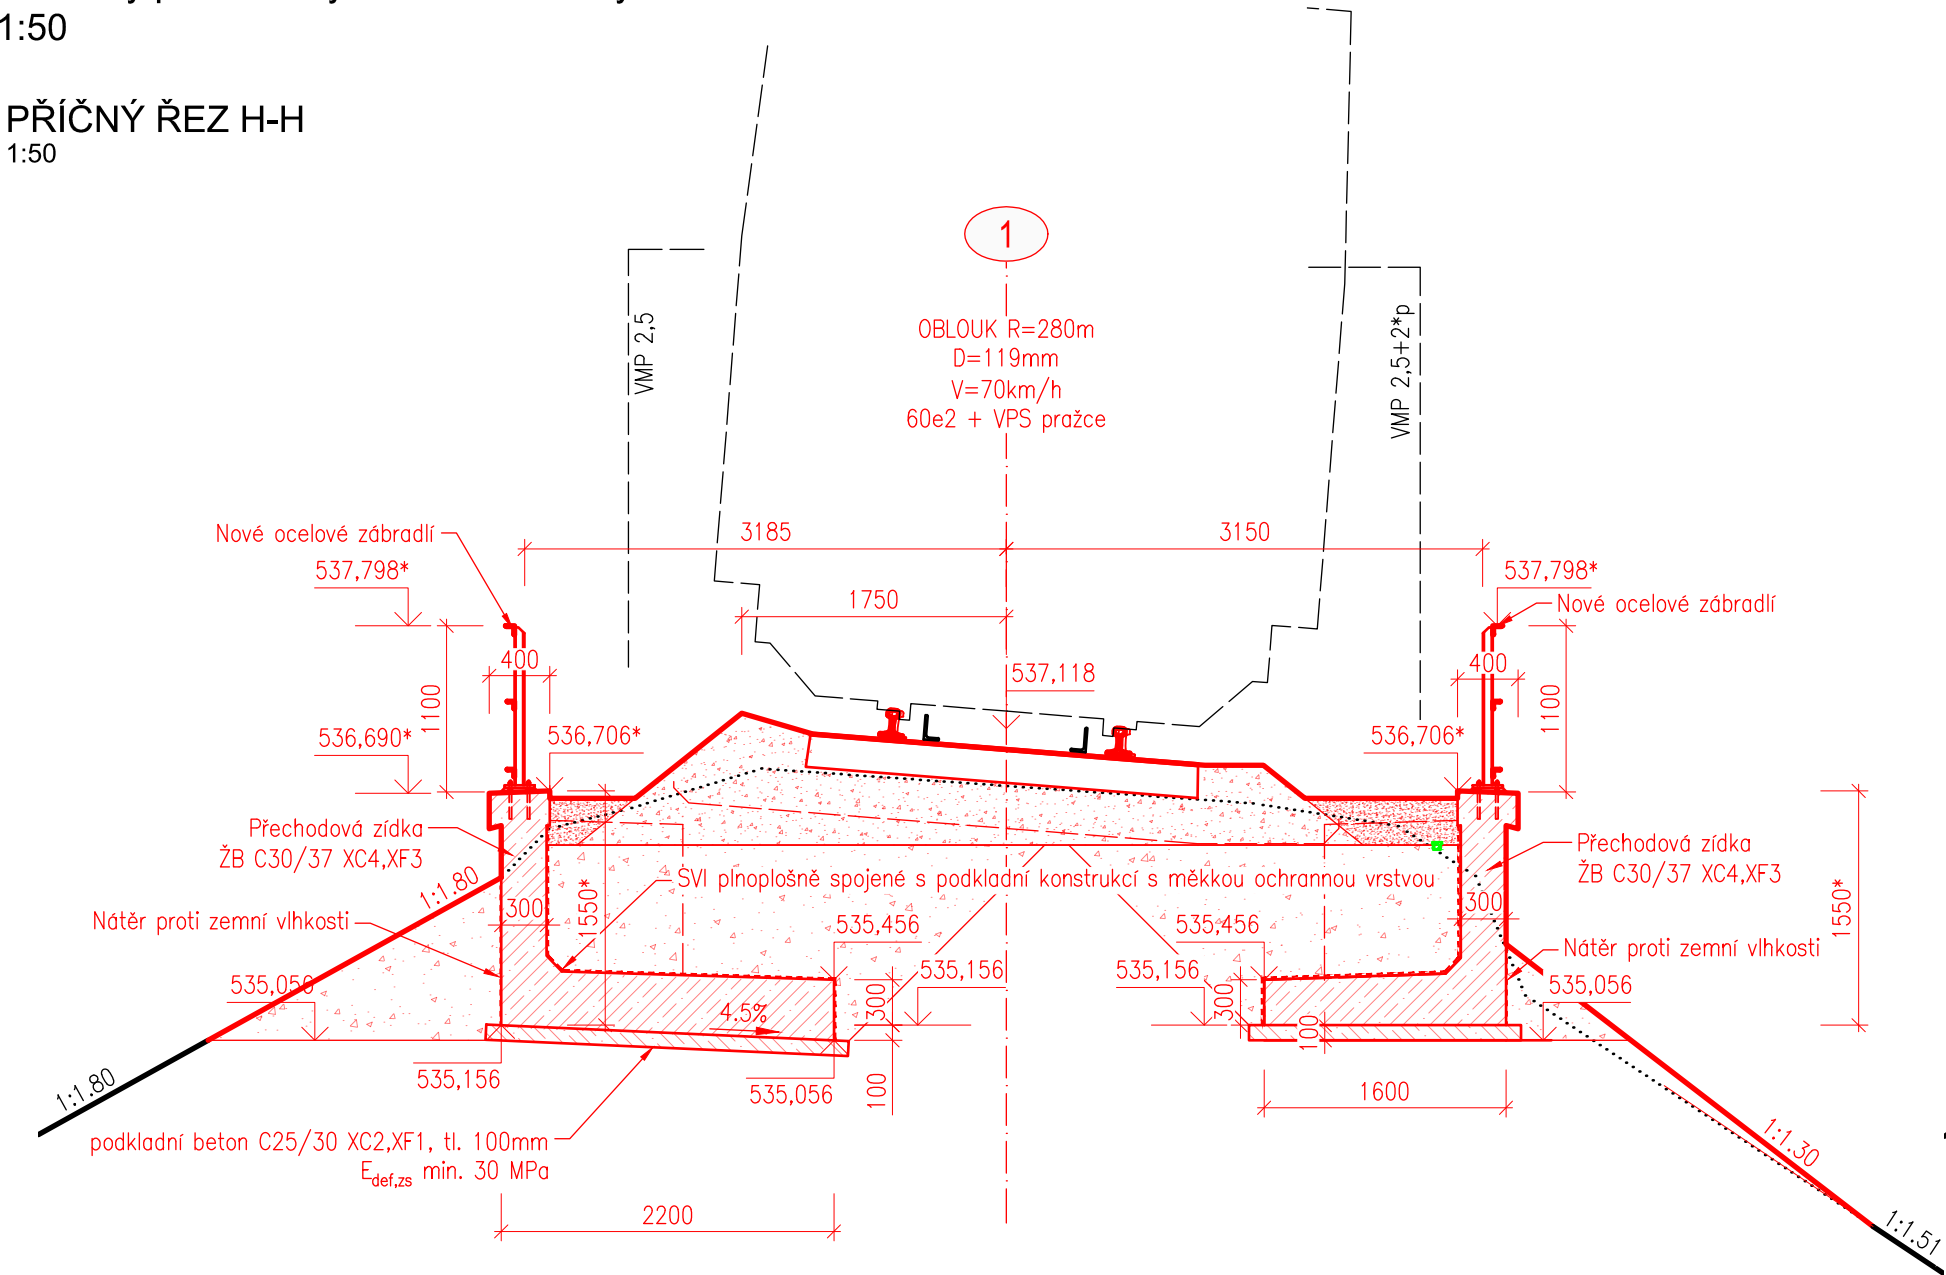 1:50
PŘÍČNÝ ŘEZ H-H
1:50
1
OBLOUK R=280m
D=119mm
V=70km/h
60e2 + VPS pražce
VMP 2,5
VMP 2,5+2*p
3185
3150
1750
Nové ocelové zábradlí
537,798*
537,798*
Nové ocelové zábradlí
400
400
537,118
1100
1100
536,690*
536,706*
536,706*
Přechodová zídka
ŽB C30/37 XC4,XF3
Přechodová zídka
ŽB C30/37 XC4,XF3
1:1.80
SVI plnoplošně spojené s podkladní konstrukcí s měkkou ochrannou vrstvou
300
1550*
300
1550*
Nátěr proti zemní vlhkosti
535,456
535,456
Nátěr proti zemní vlhkosti
535,156
535,156
535,056
535,056
300
300
4.5%
100
100
535,156
535,056
1600
1:1.80
podkladní beton C25/30 XC2,XF1, tl. 100mm
Edef,zs min. 30 MPa
2200
1:1.30
1:1.51